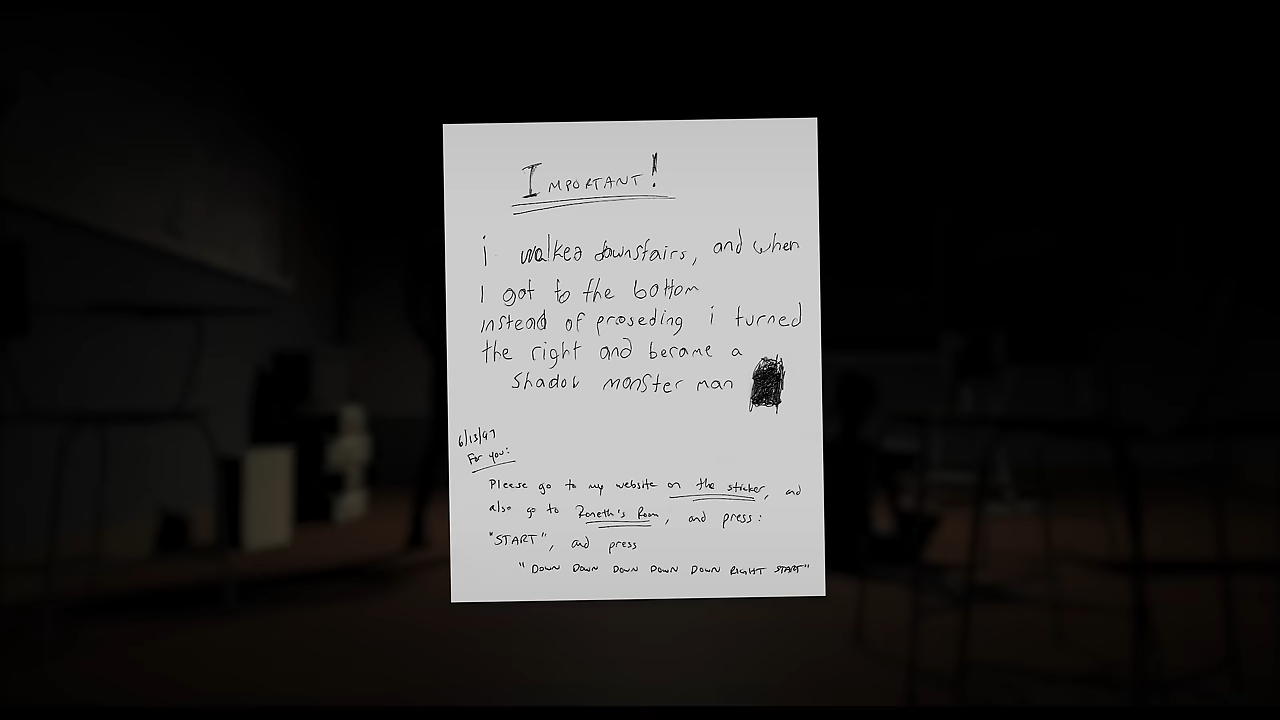 Important!
i walked downstairs, and when
I got to the bottom
instead of proseding i turned
the right and became a
shadow monster man
6/13/97
For you:
Please go to my website on the sticker, and
also go to Roneth's Room, and press:
"START", and press
"DOWN DOWN DOWN DOWN DOWN RIGHT START"